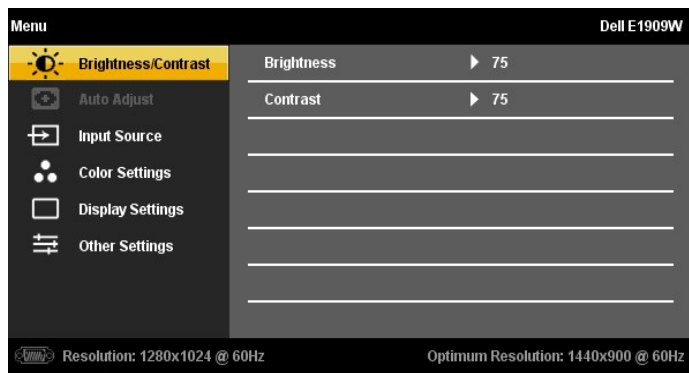 Menu Dell E1909W
Brightness/Contrast Brightness 75
Auto Adjust Contrast 75
Input Source
Color Settings
Display Settings
Other Settings
Resolution: 1280x1024 @ 60Hz Optimum Resolution: 1440x900 @ 60Hz